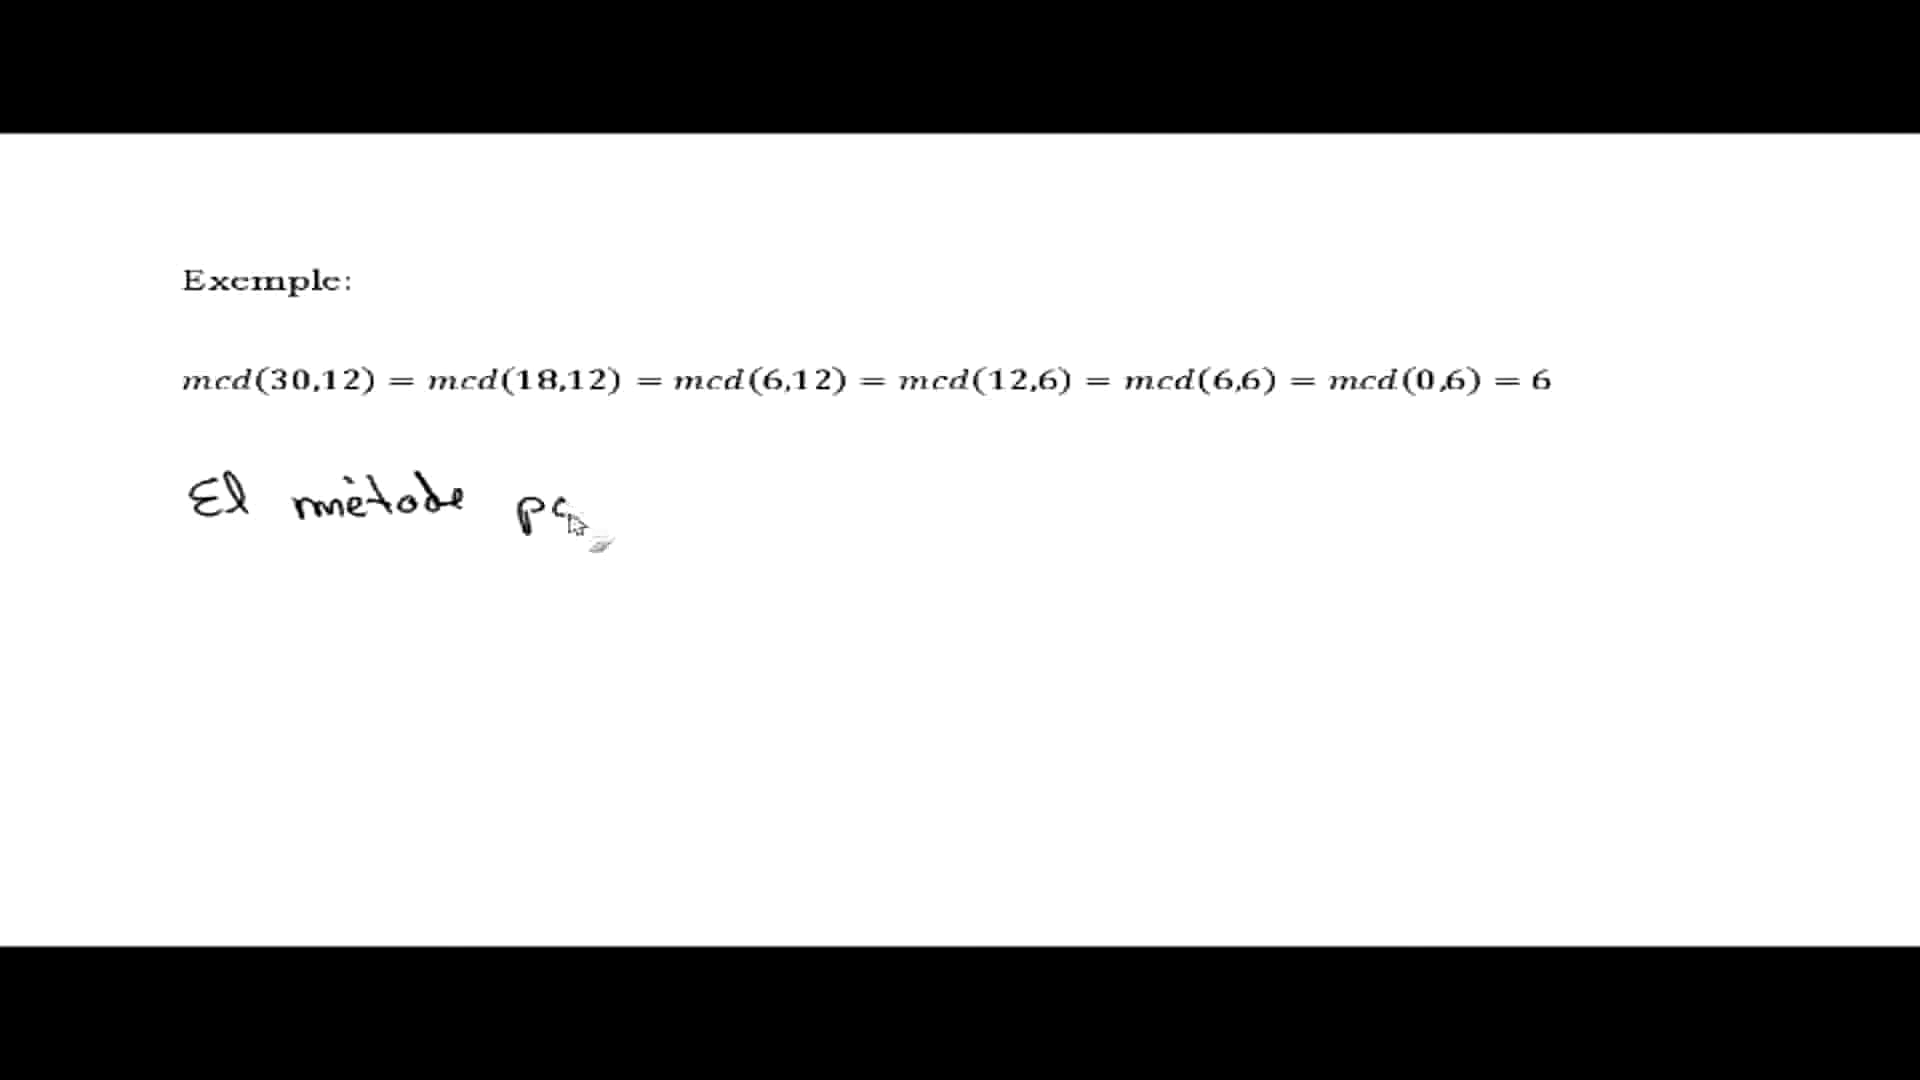 Exemple:
mcd(30,12) = mcd(18,12) = mcd(6,12) = mcd(12,6) = mcd(6,6) = mcd(0,6) = 6
El mètode